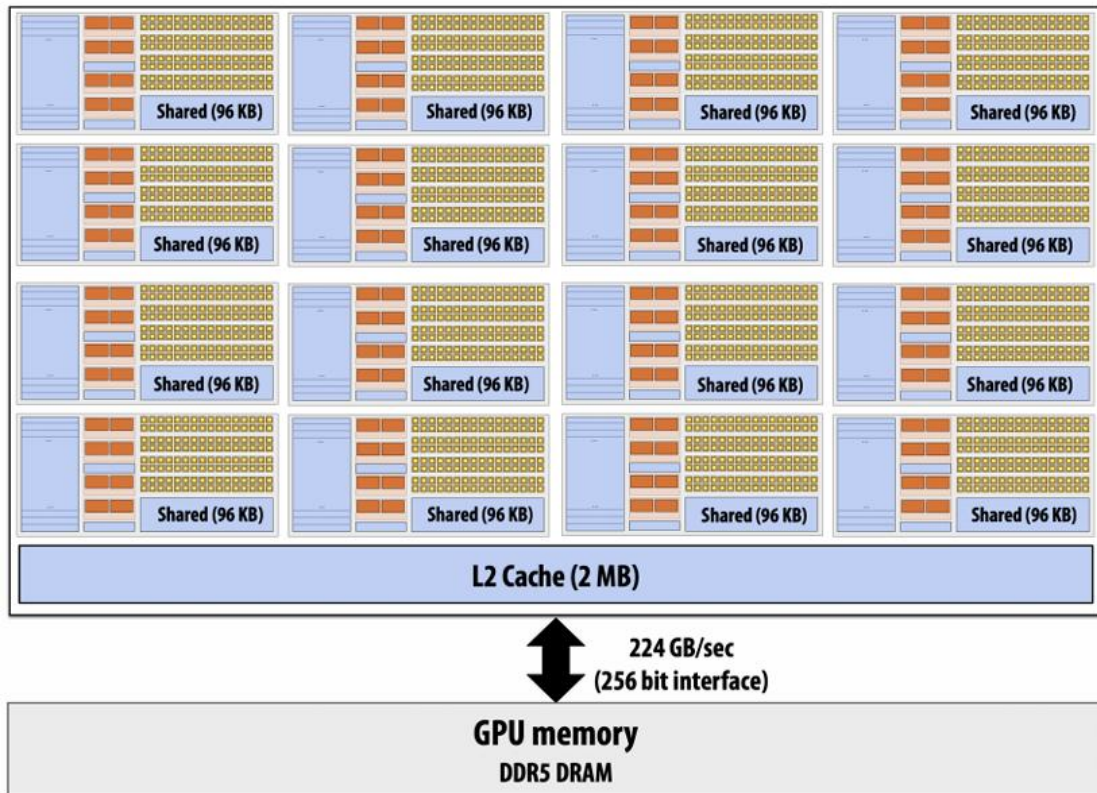 Shared (96 KB) Shared (96 KB) Shared (96 KB) Shared (96 KB)
Shared (96 KB) Shared (96 KB) Shared (96 KB) Shared (96 KB)
Shared (96 KB) Shared (96 KB) Shared (96 KB) Shared (96 KB)
Shared (96 KB) Shared (96 KB) Shared (96 KB) Shared (96 KB)
L2 Cache (2 MB)
224 GB/sec
(256 bit interface)
GPU memory
DDR5 DRAM